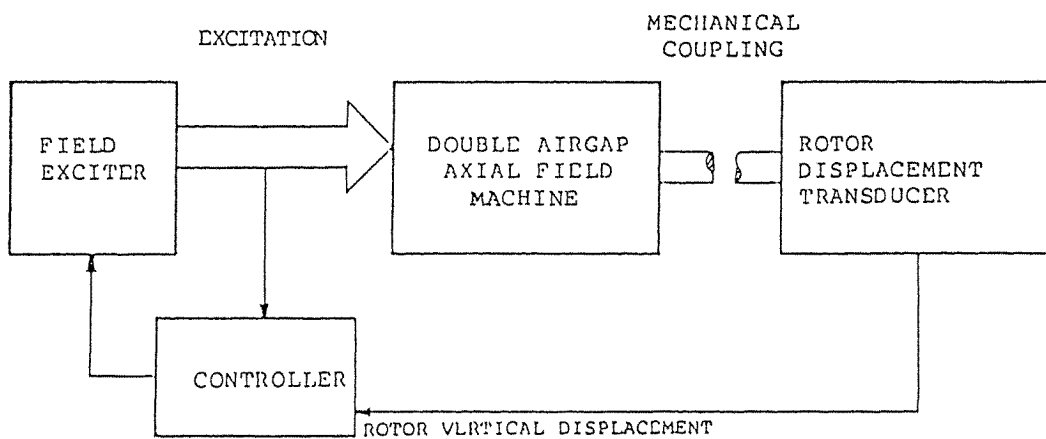 EXCITATION
MECHANICAL
COUPLING
FIELD
EXCITER
DOUBLE AIRGAP
AXIAL FIELD
MACHINE
ROTOR
DISPLACEMENT
TRANSDUCER
CONTROLLER
ROTOR VERTICAL DISPLACEMENT